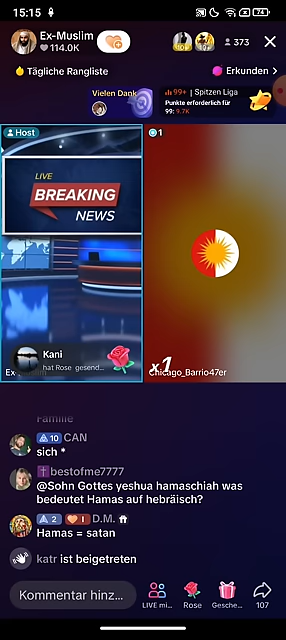 15:15
74
Ex-Muslim
114.0K
373
Tägliche Rangliste
Erkunden
Vielen Dank
99+ | Spitzen Liga
Punkte erforderlich für
99: 9.7K
Host
1
LIVE
BREAKING
NEWS
Kani
hat Rose gesend...
x1
Chicago_Barrio47er
Familie
10 CAN
sich *
bestofme7777
@Sohn Gottes yeshua hamaschiah was
bedeutet Hamas auf hebräisch?
2 I D.M.
Hamas = satan
katr ist beigetreten
Kommentar hinz...
LIVE mi...
Rose
Gesche...
107